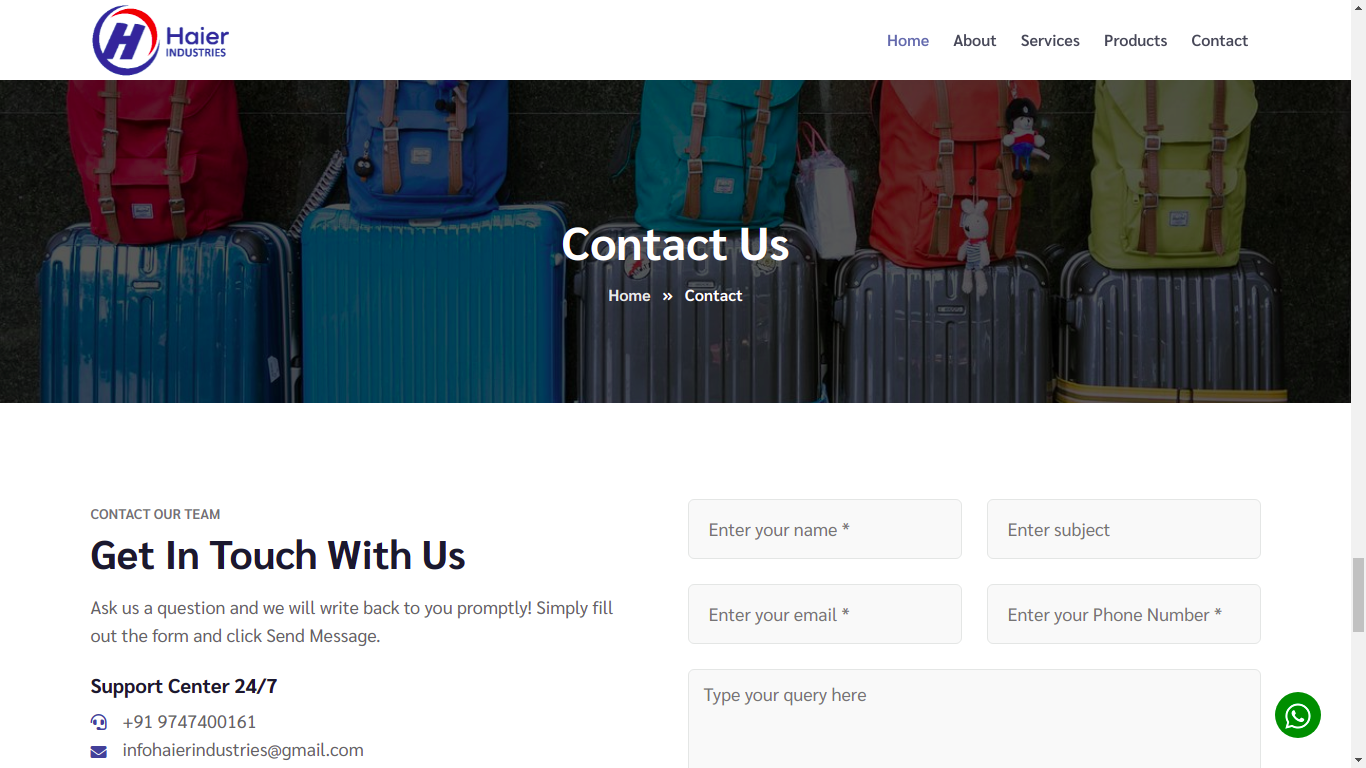 Haier
INDUSTRIES
Home About Services Products Contact
Contact Us
Home » Contact
CONTACT OUR TEAM
Get In Touch With Us
Ask us a question and we will write back to you promptly! Simply fill
out the form and click Send Message.
Support Center 24/7
+91 9747400161
infohaierindustries@gmail.com
Enter your name *
Enter subject
Enter your email *
Enter your Phone Number *
Type your query here